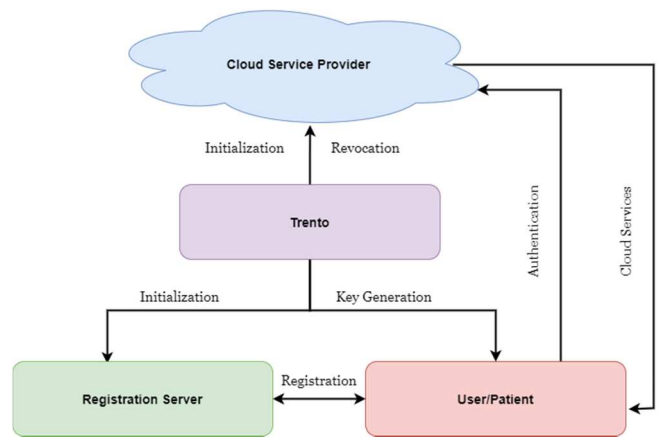 Cloud Service Provider
Initialization
Revocation
Trento
Authentication
Cloud Services
Initialization
Key Generation
Registration Server
Registration
User/Patient